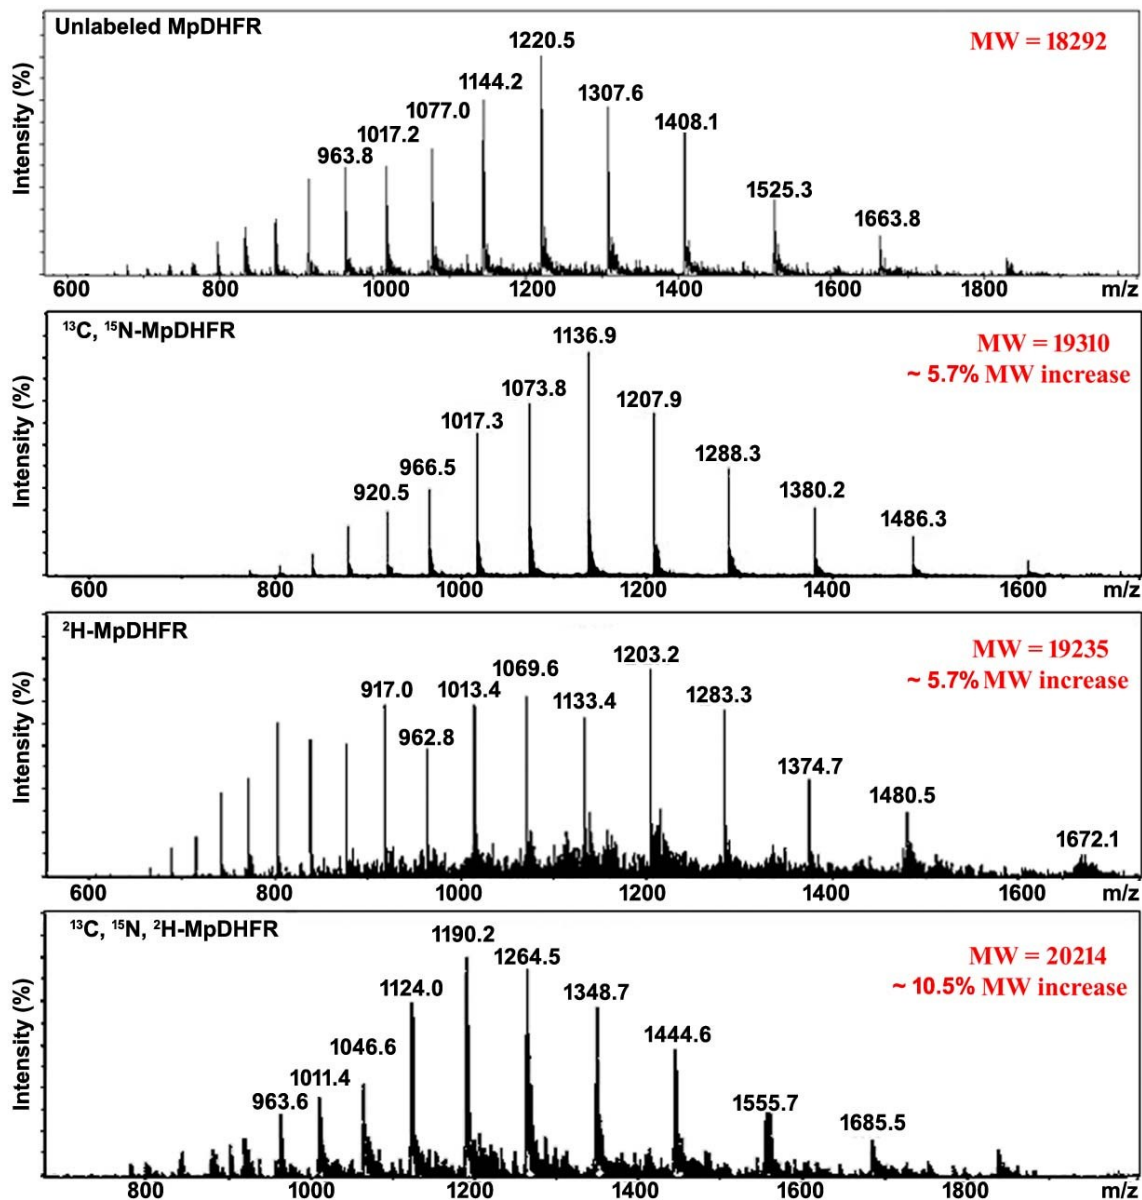 Unlabeled MpDHFR
MW = 18292
Intensity (%)
963.8
1017.2
1077.0
1144.2
1220.5
1307.6
1408.1
1525.3
1663.8
600 800 1000 1200 1400 1600 1800 m/z
¹³C, ¹⁵N-MpDHFR
MW = 19310
~ 5.7% MW increase
Intensity (%)
920.5
966.5
1017.3
1073.8
1136.9
1207.9
1288.3
1380.2
1486.3
600 800 1000 1200 1400 1600 m/z
²H-MpDHFR
MW = 19235
~ 5.7% MW increase
Intensity (%)
917.0
962.8
1013.4
1069.6
1133.4
1203.2
1283.3
1374.7
1480.5
1672.1
600 800 1000 1200 1400 1600 m/z
¹³C, ¹⁵N, ²H-MpDHFR
MW = 20214
~ 10.5% MW increase
Intensity (%)
963.6
1011.4
1046.6
1124.0
1190.2
1264.5
1348.7
1444.6
1555.7
1685.5
800 1000 1200 1400 1600 1800 m/z